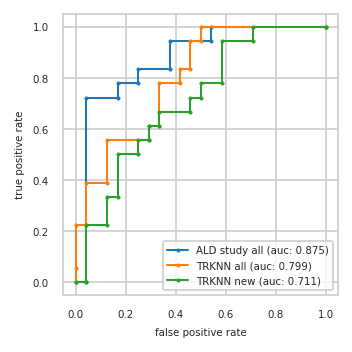 1.0
0.8
0.6
0.4
0.2
0.0
true positive rate
ALD study all (auc: 0.875)
TRKNN all (auc: 0.799)
TRKNN new (auc: 0.711)
0.0 0.2 0.4 0.6 0.8 1.0
false positive rate